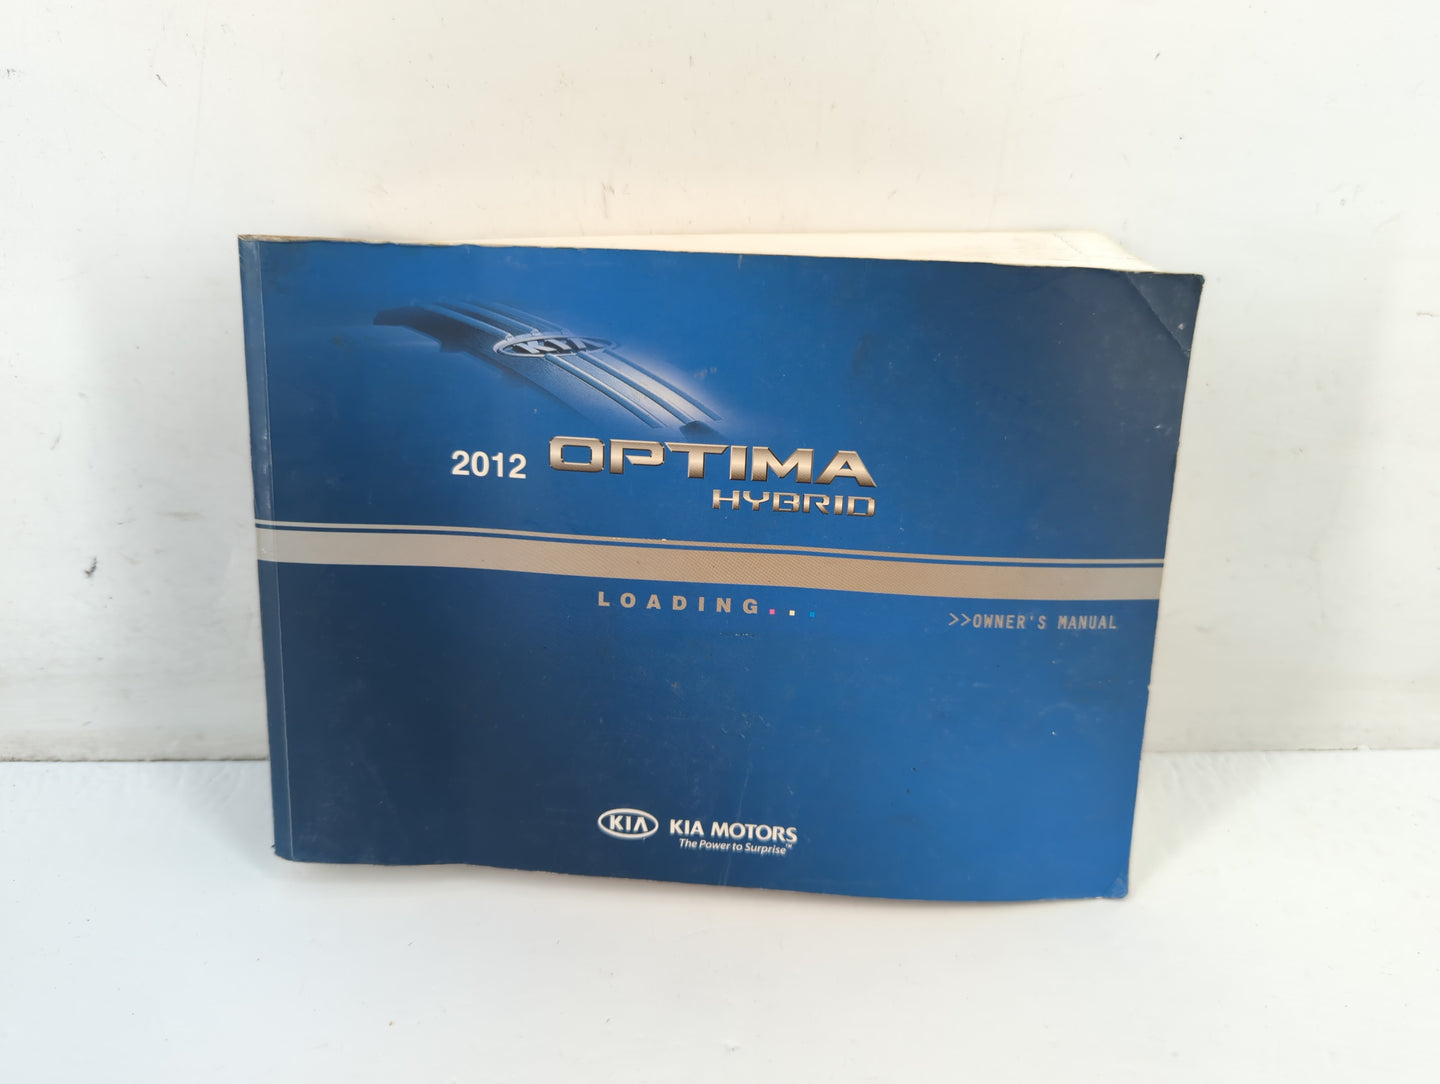 KIA
2012 OPTIMA
HYBRID
LOADING...
>>OWNER'S MANUAL
KIA KIA MOTORS
The Power to Surprise™